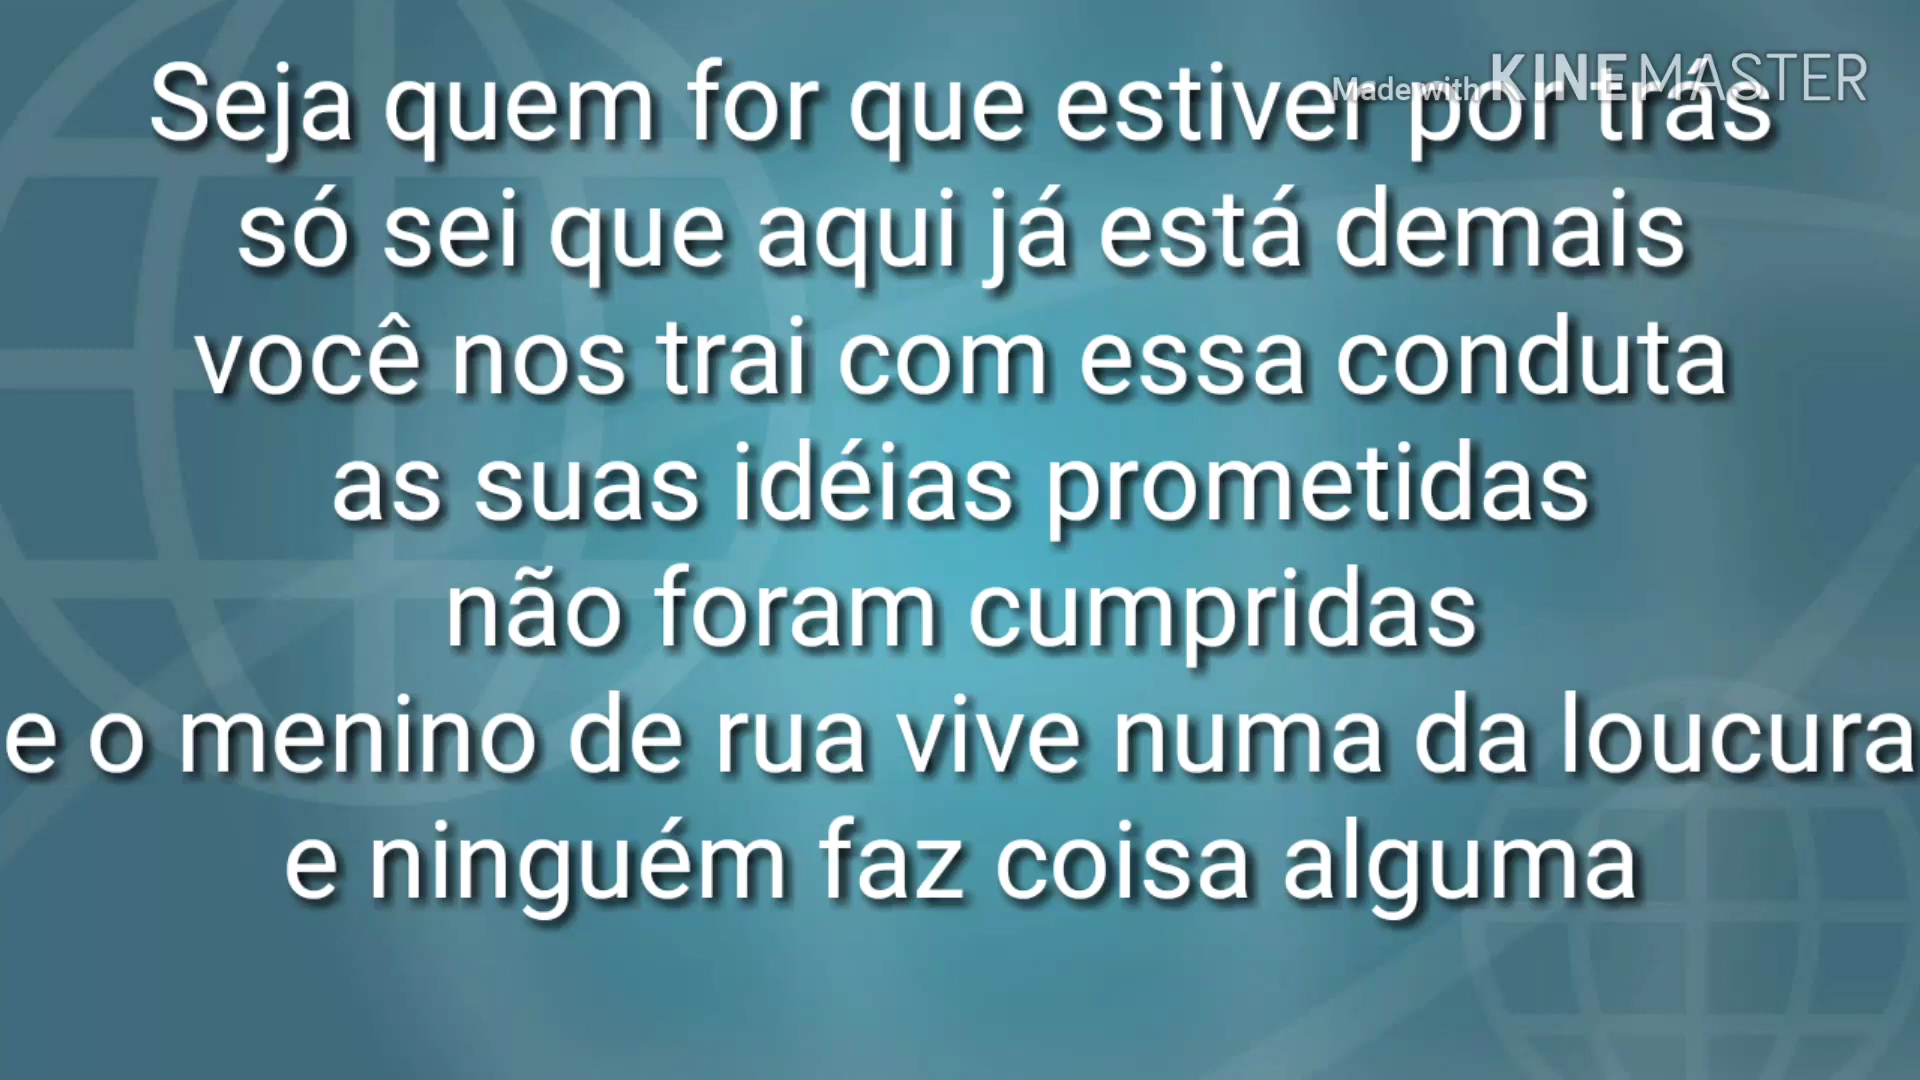 Made with KINEMASTER
Seja quem for que estiver por trás
só sei que aqui já está demais
você nos trai com essa conduta
as suas idéias prometidas
não foram cumpridas
e o menino de rua vive numa da loucura
e ninguém faz coisa alguma